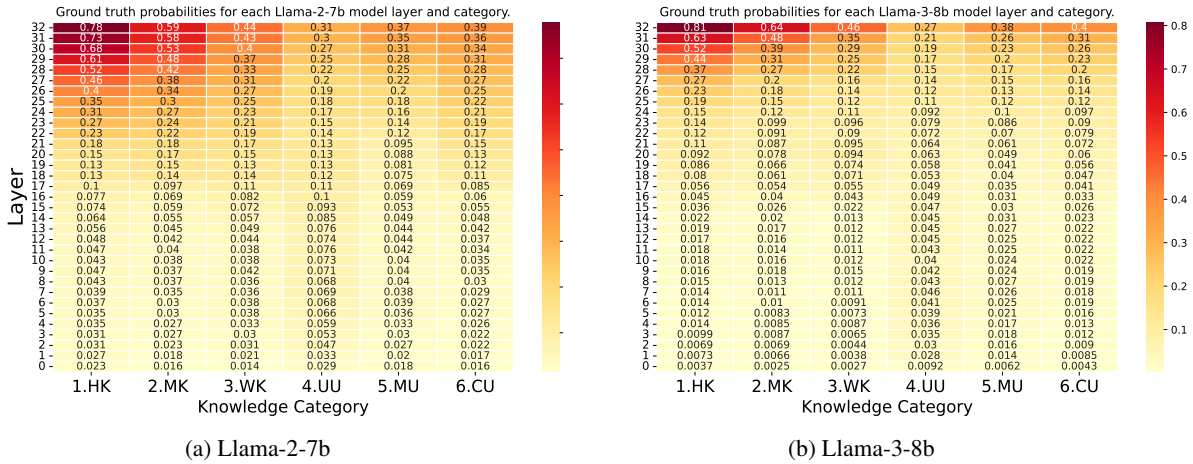 Ground truth probabilities for each Llama-2-7b model layer and category.
Layer
32 0.78 0.59 0.44 0.31 0.37 0.39
31 0.73 0.58 0.43 0.3 0.35 0.36
30 0.68 0.53 0.4 0.27 0.31 0.34
29 0.61 0.48 0.37 0.25 0.28 0.31
28 0.52 0.42 0.33 0.22 0.25 0.28
27 0.46 0.38 0.31 0.2 0.22 0.27
26 0.4 0.34 0.27 0.19 0.2 0.25
25 0.35 0.3 0.25 0.18 0.18 0.22
24 0.31 0.27 0.23 0.17 0.16 0.21
23 0.27 0.24 0.21 0.15 0.14 0.19
22 0.23 0.22 0.19 0.14 0.12 0.17
21 0.18 0.18 0.17 0.13 0.095 0.15
20 0.15 0.17 0.15 0.13 0.088 0.13
19 0.13 0.15 0.13 0.13 0.081 0.12
18 0.13 0.14 0.14 0.12 0.075 0.11
17 0.1 0.097 0.11 0.11 0.069 0.085
16 0.077 0.069 0.082 0.1 0.059 0.06
15 0.074 0.059 0.072 0.093 0.053 0.055
14 0.064 0.055 0.057 0.085 0.049 0.048
13 0.056 0.045 0.049 0.076 0.044 0.042
12 0.048 0.042 0.044 0.074 0.044 0.037
11 0.047 0.04 0.038 0.076 0.042 0.034
10 0.043 0.038 0.038 0.073 0.04 0.035
9 0.047 0.037 0.042 0.071 0.04 0.035
8 0.043 0.037 0.036 0.068 0.04 0.03
7 0.039 0.035 0.036 0.069 0.038 0.029
6 0.037 0.03 0.038 0.068 0.039 0.027
5 0.035 0.03 0.038 0.066 0.036 0.027
4 0.035 0.027 0.033 0.059 0.033 0.026
3 0.031 0.027 0.03 0.053 0.03 0.022
2 0.031 0.023 0.031 0.047 0.027 0.022
1 0.027 0.018 0.021 0.033 0.02 0.017
0 0.023 0.016 0.014 0.029 0.018 0.016
1.HK 2.MK 3.WK 4.UU 5.MU 6.CU
Knowledge Category
(a) Llama-2-7b
Ground truth probabilities for each Llama-3-8b model layer and category.
32 0.81 0.64 0.46 0.27 0.38 0.4
31 0.63 0.48 0.35 0.21 0.26 0.31
30 0.52 0.39 0.29 0.19 0.23 0.26
29 0.44 0.31 0.25 0.17 0.2 0.23
28 0.37 0.27 0.22 0.15 0.17 0.2
27 0.27 0.2 0.16 0.14 0.15 0.16
26 0.23 0.18 0.14 0.12 0.13 0.14
25 0.19 0.15 0.12 0.11 0.12 0.12
24 0.15 0.12 0.11 0.092 0.1 0.097
23 0.14 0.099 0.096 0.079 0.086 0.09
22 0.12 0.091 0.09 0.072 0.07 0.079
21 0.11 0.087 0.095 0.064 0.061 0.072
20 0.092 0.078 0.094 0.063 0.049 0.06
19 0.086 0.066 0.078 0.058 0.041 0.056
18 0.08 0.061 0.071 0.053 0.04 0.047
17 0.056 0.054 0.055 0.049 0.035 0.041
16 0.045 0.04 0.043 0.049 0.031 0.033
15 0.036 0.026 0.022 0.047 0.03 0.026
14 0.022 0.02 0.013 0.045 0.031 0.023
13 0.019 0.017 0.012 0.045 0.027 0.022
12 0.017 0.016 0.012 0.045 0.025 0.022
11 0.018 0.014 0.011 0.043 0.025 0.022
10 0.016 0.018 0.013 0.04 0.024 0.022
9 0.018 0.018 0.015 0.042 0.024 0.019
8 0.016 0.015 0.012 0.043 0.027 0.019
7 0.014 0.011 0.011 0.046 0.027 0.018
6 0.014 0.01 0.0091 0.041 0.025 0.019
5 0.012 0.0083 0.0073 0.039 0.021 0.016
4 0.014 0.0085 0.0087 0.036 0.017 0.013
3 0.0099 0.0087 0.0065 0.035 0.018 0.012
2 0.0069 0.0069 0.0044 0.03 0.016 0.009
1 0.0073 0.0066 0.0038 0.028 0.014 0.0085
0 0.0037 0.0025 0.0027 0.0092 0.0062 0.0043
1.HK 2.MK 3.WK 4.UU 5.MU 6.CU
Knowledge Category
0.8
0.7
0.6
0.5
0.4
0.3
0.2
0.1
(b) Llama-3-8b